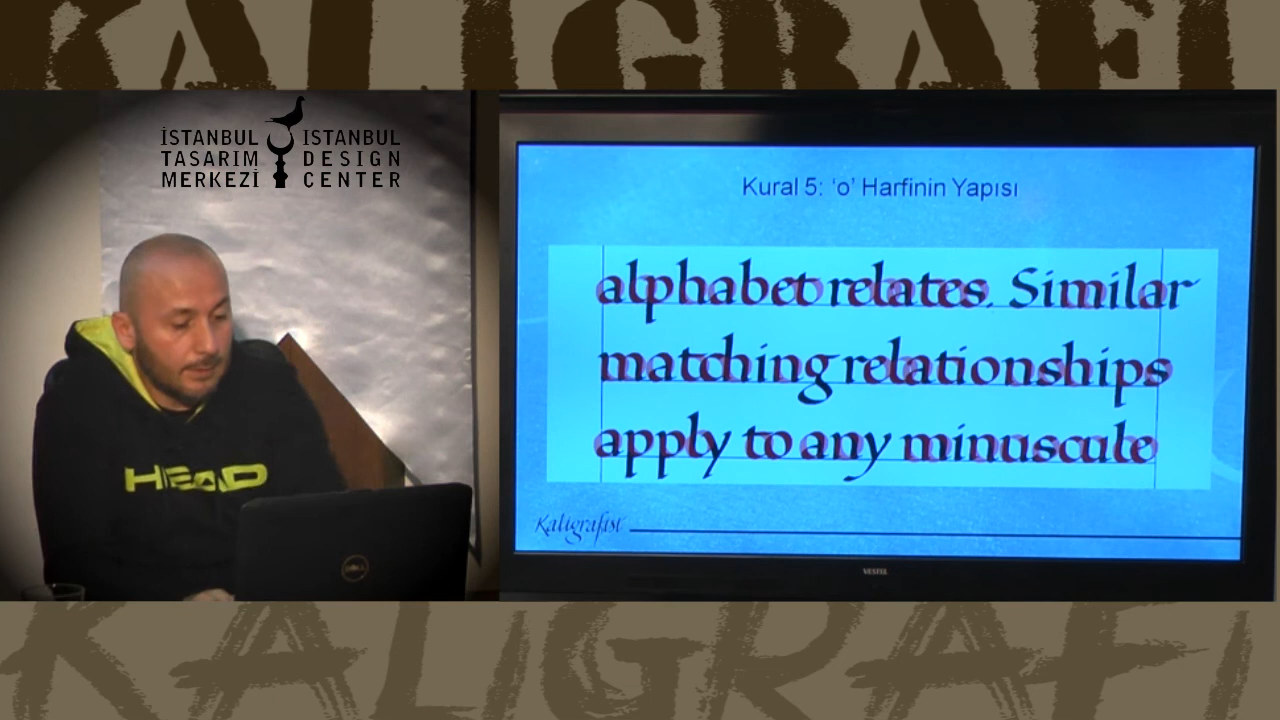 KALIGRAFI
İSTANBUL
TASARIM
MERKEZİ
ISTANBUL
DESIGN
CENTER
HEAD
DELL
Kural 5: ‘o’ Harfinin Yapısı
alphabet relates. Similar
matching relationships
apply to any minuscule
Kaligrafist
VESTEL
KALIGRAFI